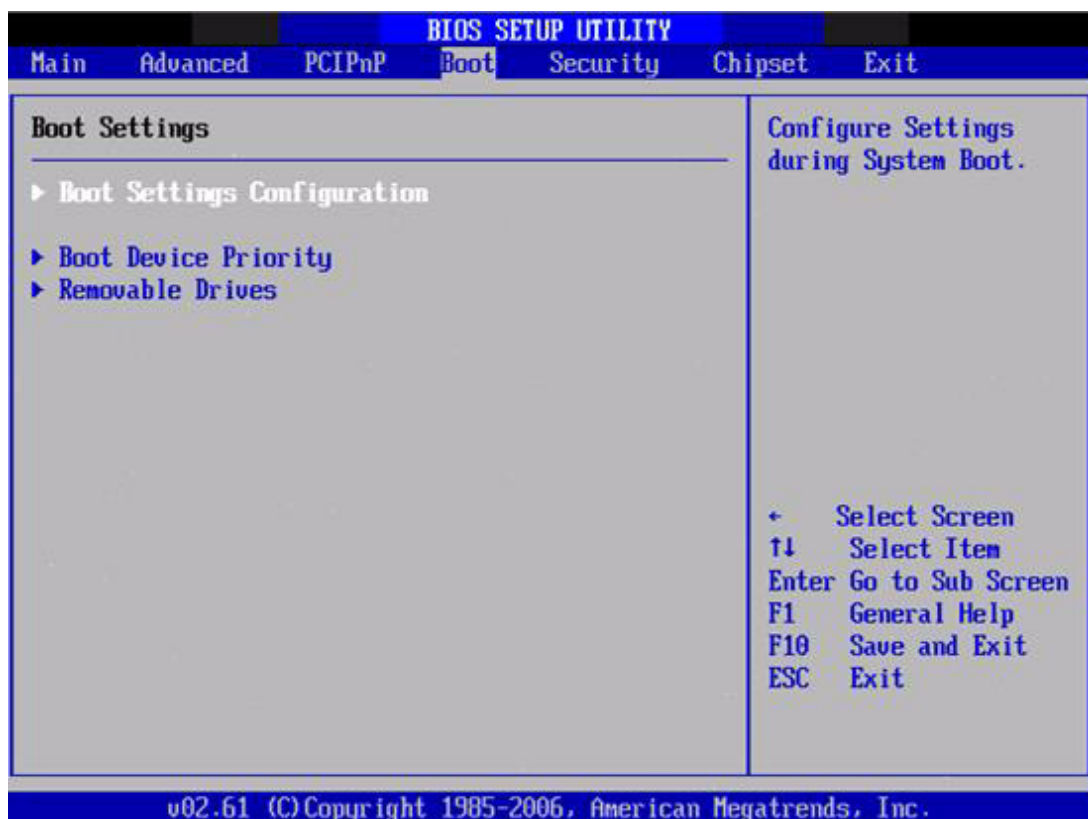 BIOS SETUP UTILITY
Main Advanced PCIPnP Boot Security Chipset Exit
Boot Settings
▶ Boot Settings Configuration
▶ Boot Device Priority
▶ Removable Drives
Configure Settings
during System Boot.
← Select Screen
↑↓ Select Item
Enter Go to Sub Screen
F1 General Help
F10 Save and Exit
ESC Exit
v02.61 (C)Copyright 1985-2006, American Megatrends, Inc.